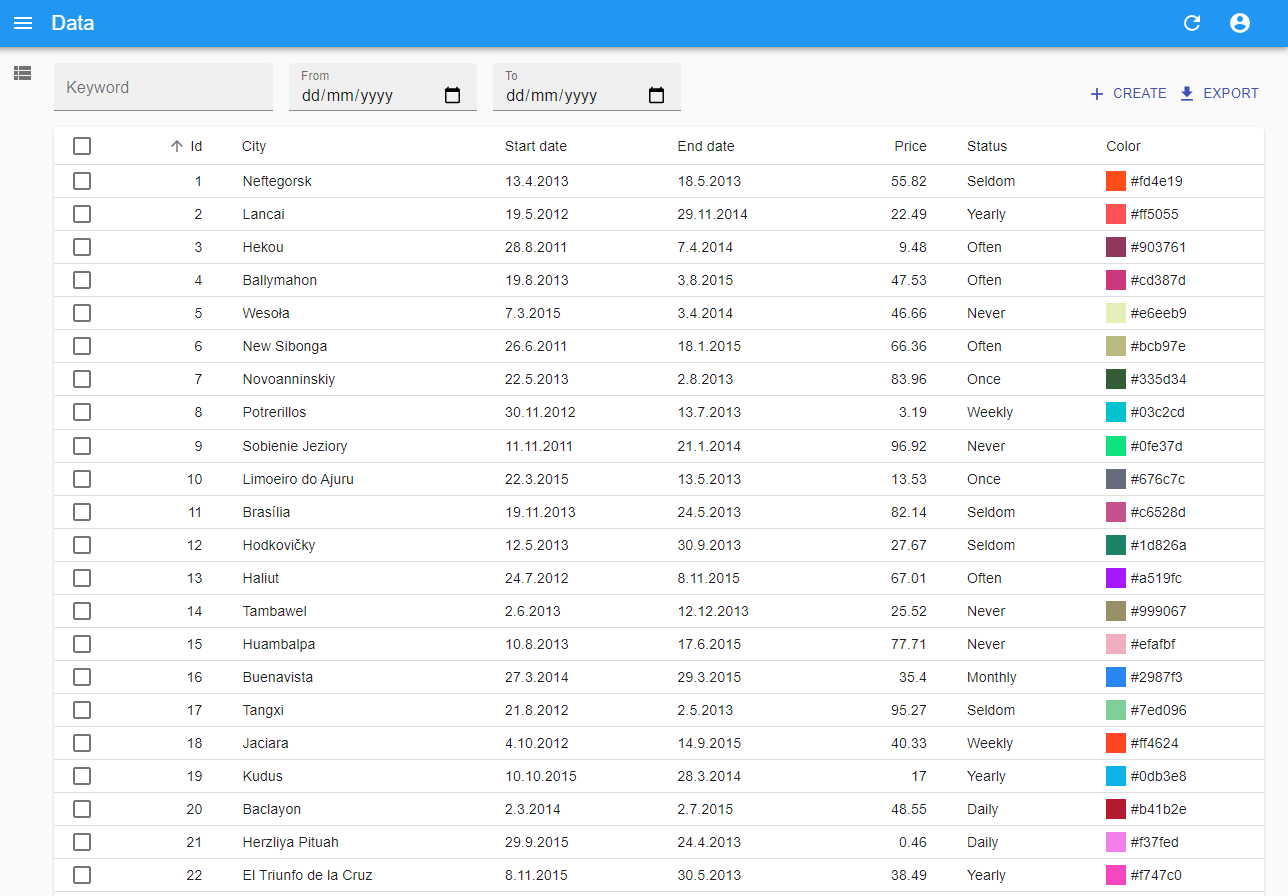 Data
Keyword
From
dd/mm/yyyy
To
dd/mm/yyyy
CREATE
EXPORT
Id City Start date End date Price Status Color
1 Neftegorsk 13.4.2013 18.5.2013 55.82 Seldom #fd4e19
2 Lancai 19.5.2012 29.11.2014 22.49 Yearly #ff5055
3 Hekou 28.8.2011 7.4.2014 9.48 Often #903761
4 Ballymahon 19.8.2013 3.8.2015 47.53 Often #cd387d
5 Wesoła 7.3.2015 3.4.2014 46.66 Never #e6eeb9
6 New Sibonga 26.6.2011 18.1.2015 66.36 Often #bcb97e
7 Novoanninskiy 22.5.2013 2.8.2013 83.96 Once #335d34
8 Potrerillos 30.11.2012 13.7.2013 3.19 Weekly #03c2cd
9 Sobienie Jeziory 11.11.2011 21.1.2014 96.92 Never #0fe37d
10 Limoeiro do Ajuru 22.3.2015 13.5.2013 13.53 Once #676c7c
11 Brasília 19.11.2013 24.5.2013 82.14 Seldom #c6528d
12 Hodkovičky 12.5.2013 30.9.2013 27.67 Seldom #1d826a
13 Haliut 24.7.2012 8.11.2015 67.01 Often #a519fc
14 Tambawel 2.6.2013 12.12.2013 25.52 Never #999067
15 Huambalpa 10.8.2013 17.6.2015 77.71 Never #efafbf
16 Buenavista 27.3.2014 29.3.2015 35.4 Monthly #2987f3
17 Tangxi 21.8.2012 2.5.2013 95.27 Seldom #7ed096
18 Jaciara 4.10.2012 14.9.2015 40.33 Weekly #ff4624
19 Kudus 10.10.2015 28.3.2014 17 Yearly #0db3e8
20 Baclayon 2.3.2014 2.7.2015 48.55 Daily #b41b2e
21 Herzliya Pituah 29.9.2015 24.4.2013 0.46 Daily #f37fed
22 El Triunfo de la Cruz 8.11.2015 30.5.2013 38.49 Yearly #f747c0